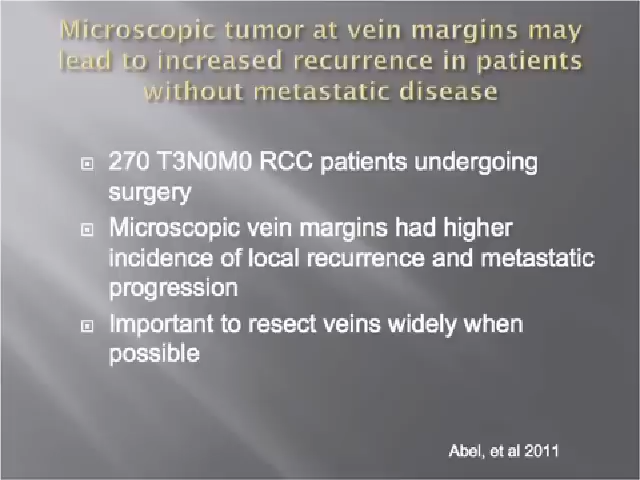 Microscopic tumor at vein margins may
lead to increased recurrence in patients
without metastatic disease
270 T3N0M0 RCC patients undergoing
surgery
Microscopic vein margins had higher
incidence of local recurrence and metastatic
progression
Important to resect veins widely when
possible
Abel, et al 2011